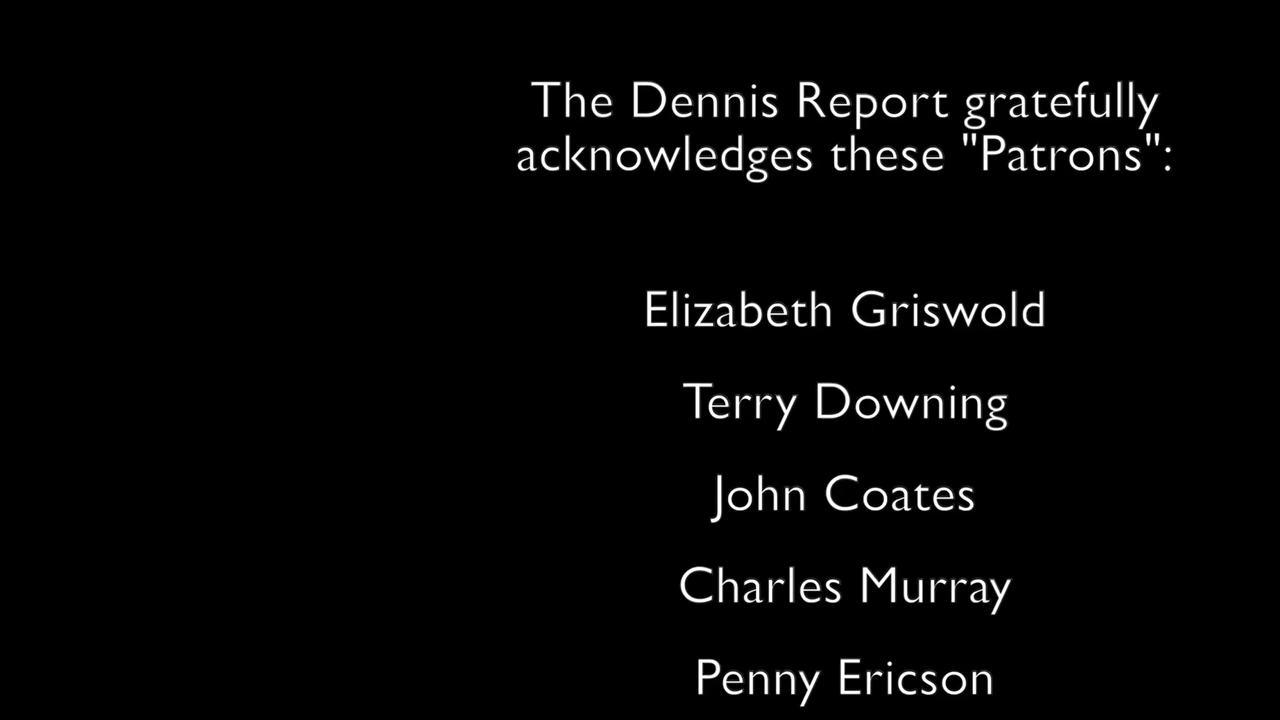 The Dennis Report gratefully
acknowledges these "Patrons":
Elizabeth Griswold
Terry Downing
John Coates
Charles Murray
Penny Ericson